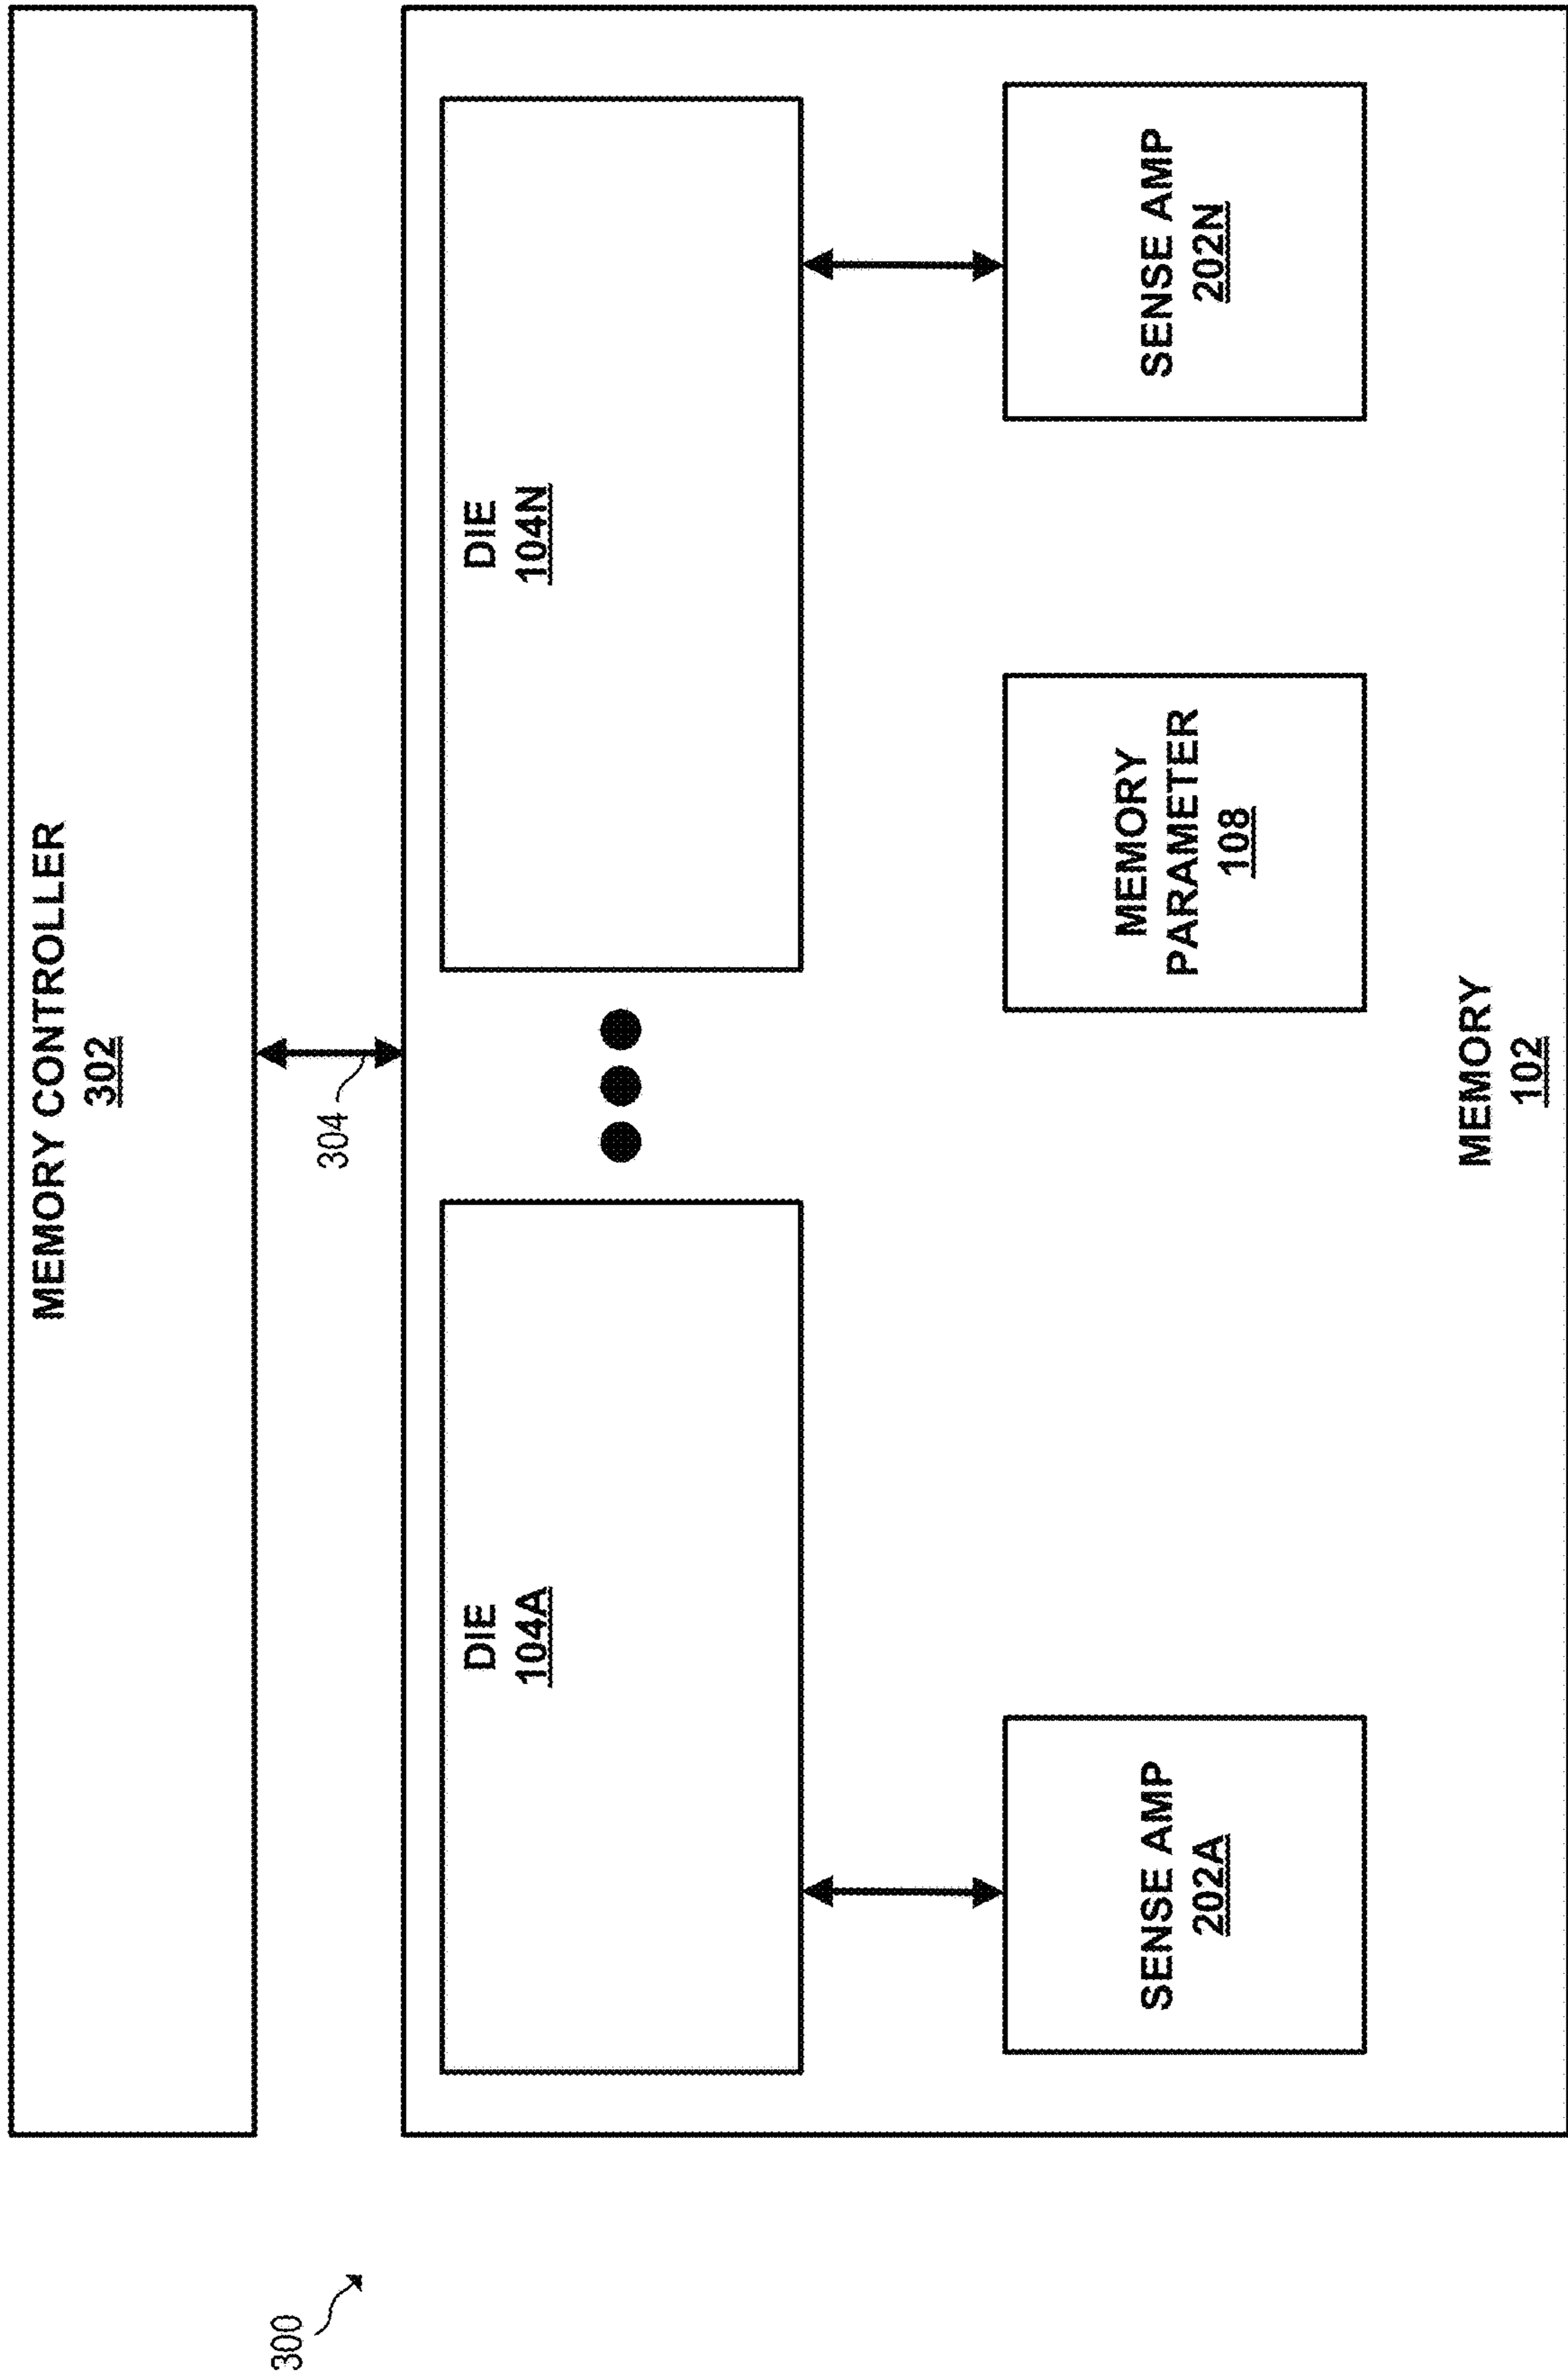 300
MEMORY CONTROLLER
302
304
DIE
104A
DIE
104N
SENSE AMP
202A
MEMORY
PARAMETER
108
SENSE AMP
202N
MEMORY
102